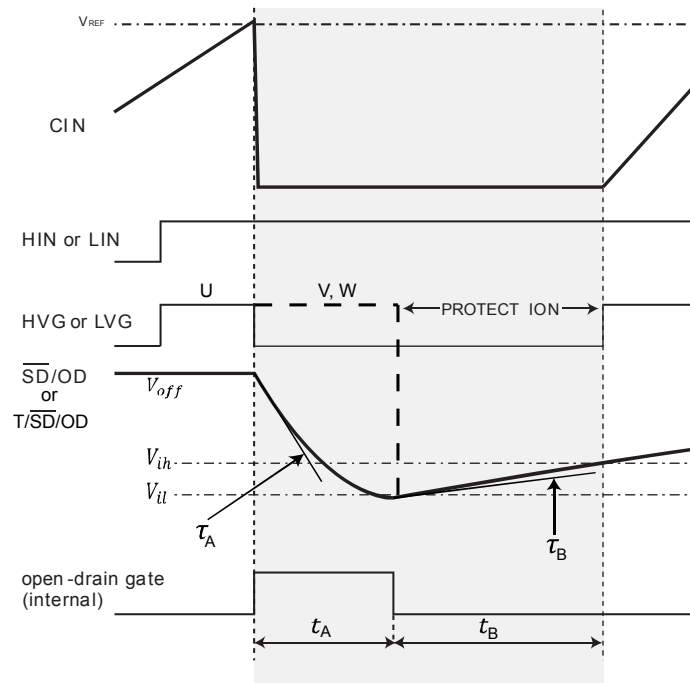 VREF
CIN
HIN or LIN
U
V, W
HVG or LVG
PROTECT ION
SD/OD
or
T/SD/OD
Voff
Vih
Vil
τA
τB
open-drain gate
(internal)
tA
tB